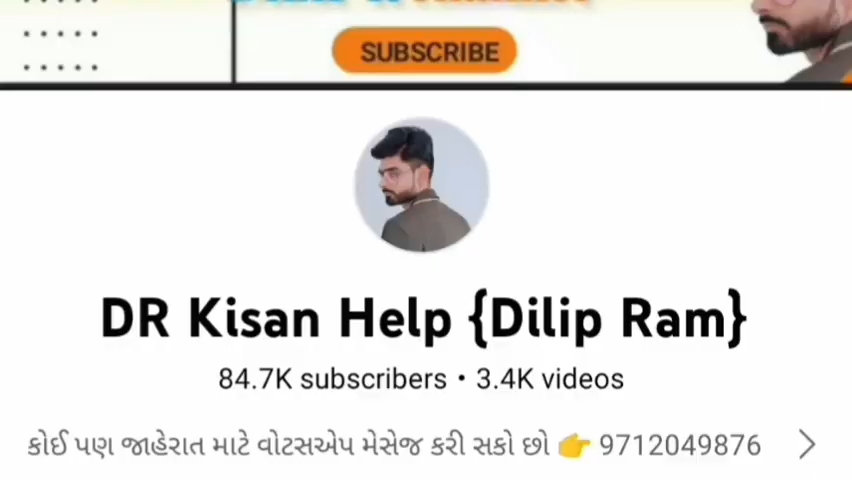 SUBSCRIBE
DR Kisan Help {Dilip Ram}
84.7K subscribers • 3.4K videos
કોઈ પણ જાહેરાત માટે વોટસએપ મેસેજ કરી સકો છો 👉 9712049876